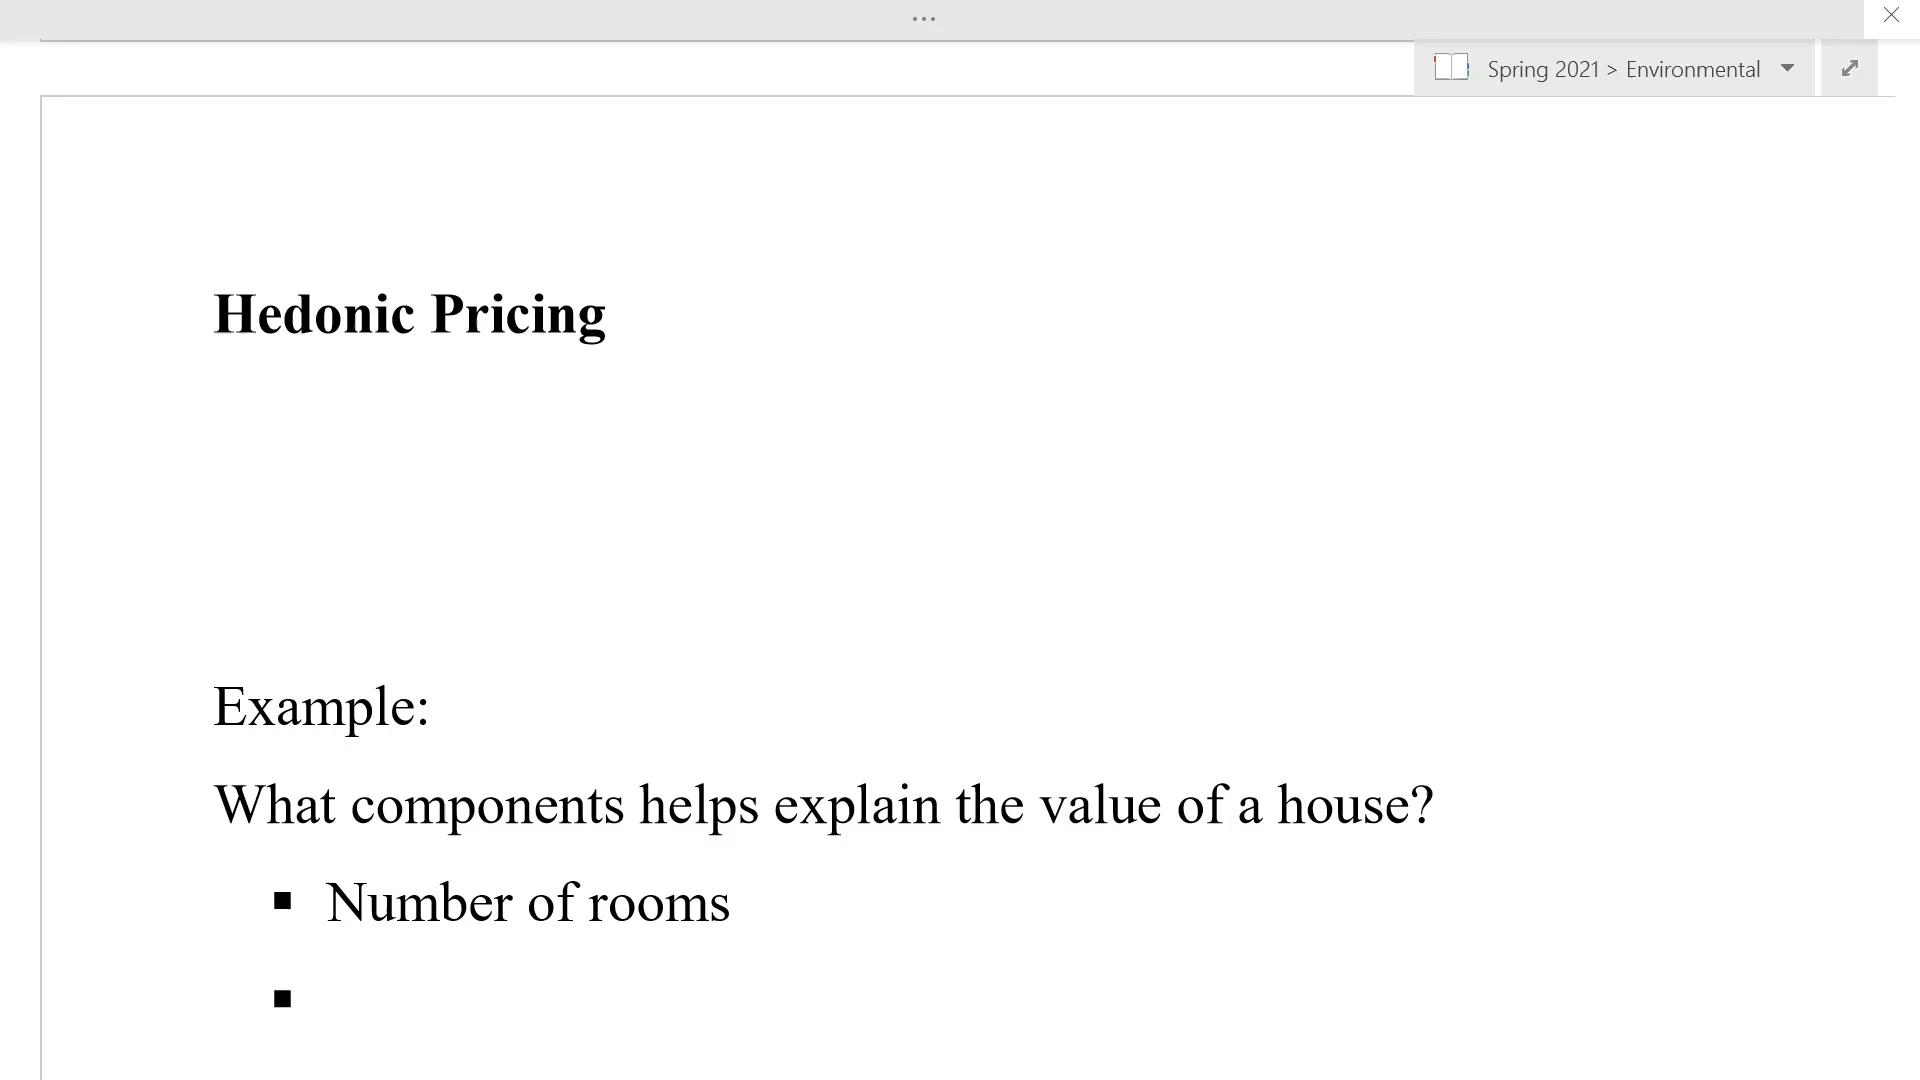 ...
Spring 2021 > Environmental
Hedonic Pricing
Example:
What components helps explain the value of a house?
▪ Number of rooms
▪